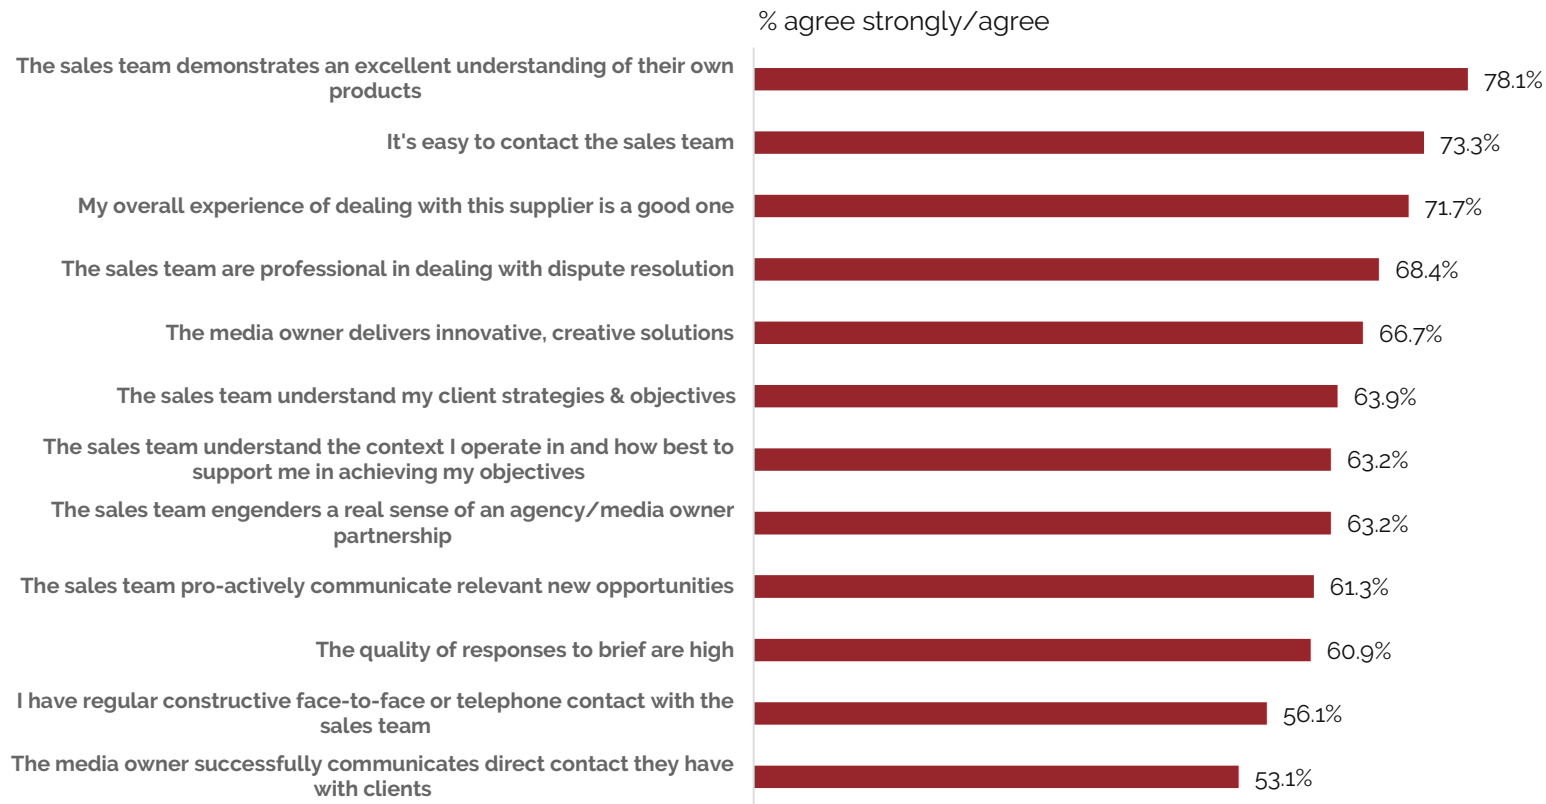 % agree strongly/agree
The sales team demonstrates an excellent understanding of their own
products
78.1%
It's easy to contact the sales team
73.3%
My overall experience of dealing with this supplier is a good one
71.7%
The sales team are professional in dealing with dispute resolution
68.4%
The media owner delivers innovative, creative solutions
66.7%
The sales team understand my client strategies & objectives
63.9%
The sales team understand the context I operate in and how best to
support me in achieving my objectives
63.2%
The sales team engenders a real sense of an agency/media owner
partnership
63.2%
The sales team pro-actively communicate relevant new opportunities
61.3%
The quality of responses to brief are high
60.9%
I have regular constructive face-to-face or telephone contact with the
sales team
56.1%
The media owner successfully communicates direct contact they have
with clients
53.1%